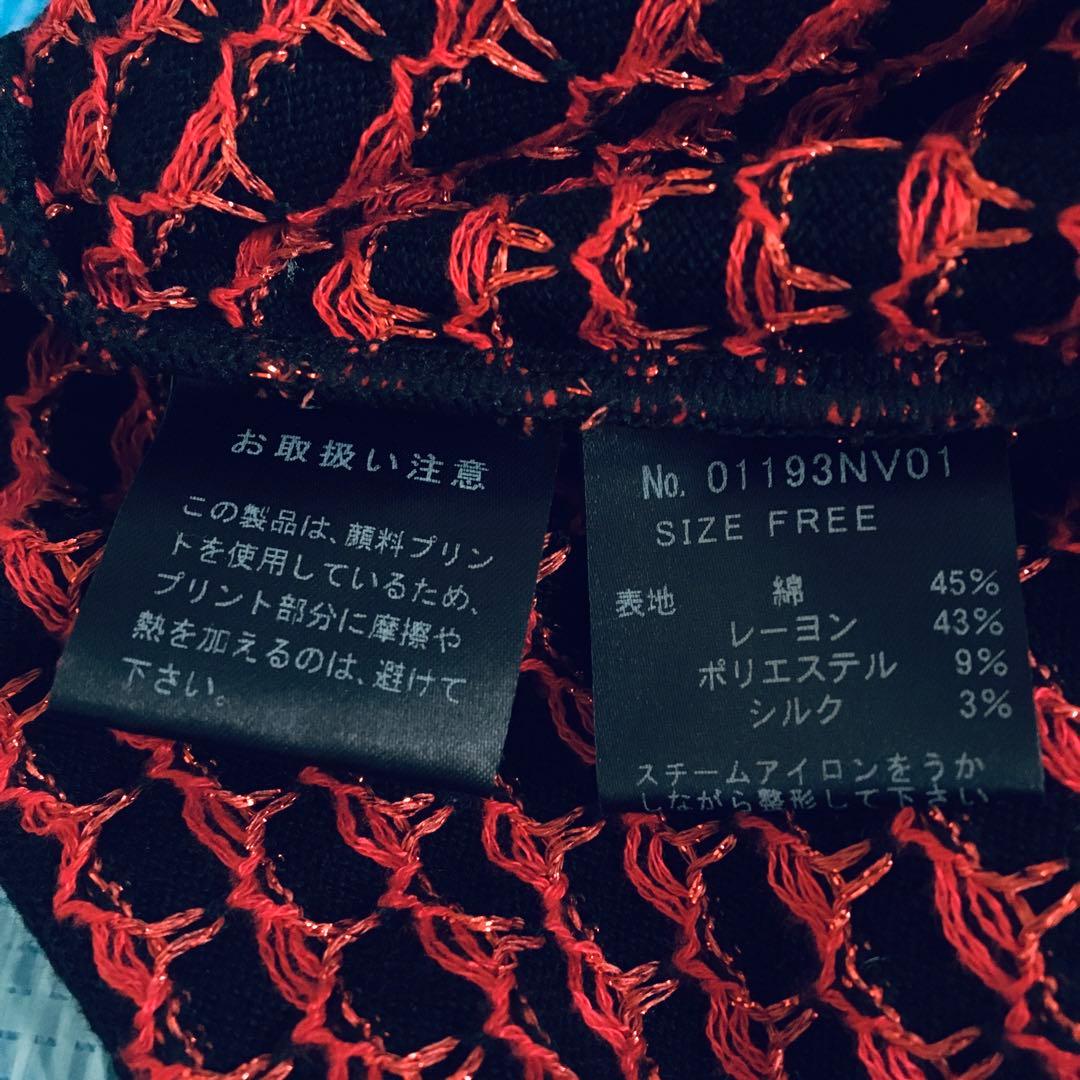 お取扱い注意
この製品は、顔料プリン
トを使用しているため、
プリント部分に摩擦や
熱を加えるのは、避けて
下さい。
No. 01193NV01
SIZE FREE
表地 綿 45%
レーヨン 43%
ポリエステル 9%
シルク 3%
スチームアイロンをうか
しながら整形して下さい